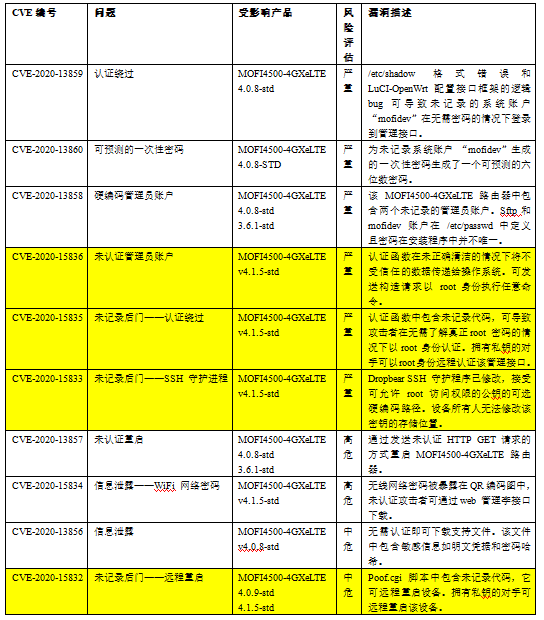 CVE 编号 问题 受影响产品 风险评估 漏洞描述
CVE-2020-13859 认证绕过 MOFI4500-4GXeLTE 4.0.8-std 严重 /etc/shadow 格式错误和
LuCI-OpenWrt 配置接口框架的逻辑
bug 可导致未记录的系统账户
“mofidev”在无需密码的情况下登录
到管理接口。
CVE-2020-13860 可预测的一次性密码 MOFI4500-4GXeLTE 4.0.8-STD 严重 为未记录系统账户 “mofidev”生成
的一次性密码生成了一个可预测的六
位数密码。
CVE-2020-13858 硬编码管理员账户 MOFI4500-4GXeLTE 4.0.8-std 3.6.1-std 严重 该 MOFI4500-4GXeLTE 路由器中包
含两个未记录的管理员账户。Sftp 和
mofidev 账户在 /etc/passwd 中定义
且密码在安装程序中并不唯一。
CVE-2020-15836 未认证管理员账户 MOFI4500-4GXeLTE v4.1.5-std 严重 认证函数在未正确清洁的情况下将不
受信任的数据传递给操作系统。可发
送构造请求以 root 身份执行任意命
令。
CVE-2020-15835 未记录后门——认证绕过 MOFI4500-4GXeLTE v4.1.5-std 严重 认证函数中包含未记录代码，可导致
攻击者在无需了解真正 root 密码的情
况下以 root 身份认证。拥有私钥的对
手可以 root 身份远程认证该管理接口。
CVE-2020-15833 未记录后门——SSH 守护进程 MOFI4500-4GXeLTE v4.1.5-std 严重 Dropbear SSH 守护程序已修改，接受
可允许 root 访问权限的公钥的可选
硬编码路径。设备所有人无法修改该
密钥的存储位置。
CVE-2020-13857 未认证重启 MOFI4500-4GXeLTE 4.0.8-std 3.6.1-std 高危 通过发送未认证 HTTP GET 请求的
方式重启 MOFI4500-4GXeLTE 路由
器。
CVE-2020-15834 信息泄露——WiFi 网络密码 MOFI4500-4GXeLTE v4.1.5-std 高危 无线网络密码被暴露在 QR 编码图中，
未认证攻击者可通过 web 管理接口
下载。
CVE-2020-13856 信息泄露 MOFI4500-4GXeLTE v4.0.8-std 中危 无需认证即可下载支持文件。该文件
中包含敏感信息如明文凭据和密码哈
希。
CVE-2020-15832 未记录后门——远程重启 MOFI4500-4GXeLTE 4.0.9-std 4.1.5-std 中危 Poof.cgi 脚本中包含未记录代码，它
可远程重启设备。拥有私钥的对手可
远程重启该设备。